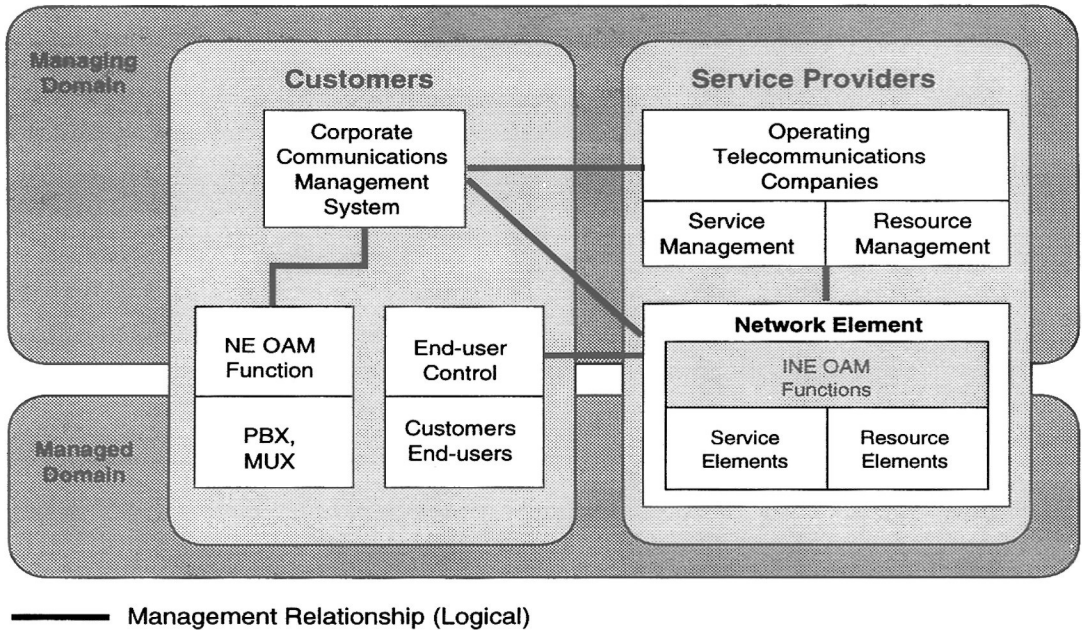 Managing
Domain
Customers
Service Providers
Corporate
Communications
Management
System
Operating
Telecommunications
Companies
Service
Management
Resource
Management
NE OAM
Function
PBX,
MUX
End-user
Control
Customers
End-users
Network Element
INE OAM
Functions
Service
Elements
Resource
Elements
Managed
Domain
Management Relationship (Logical)